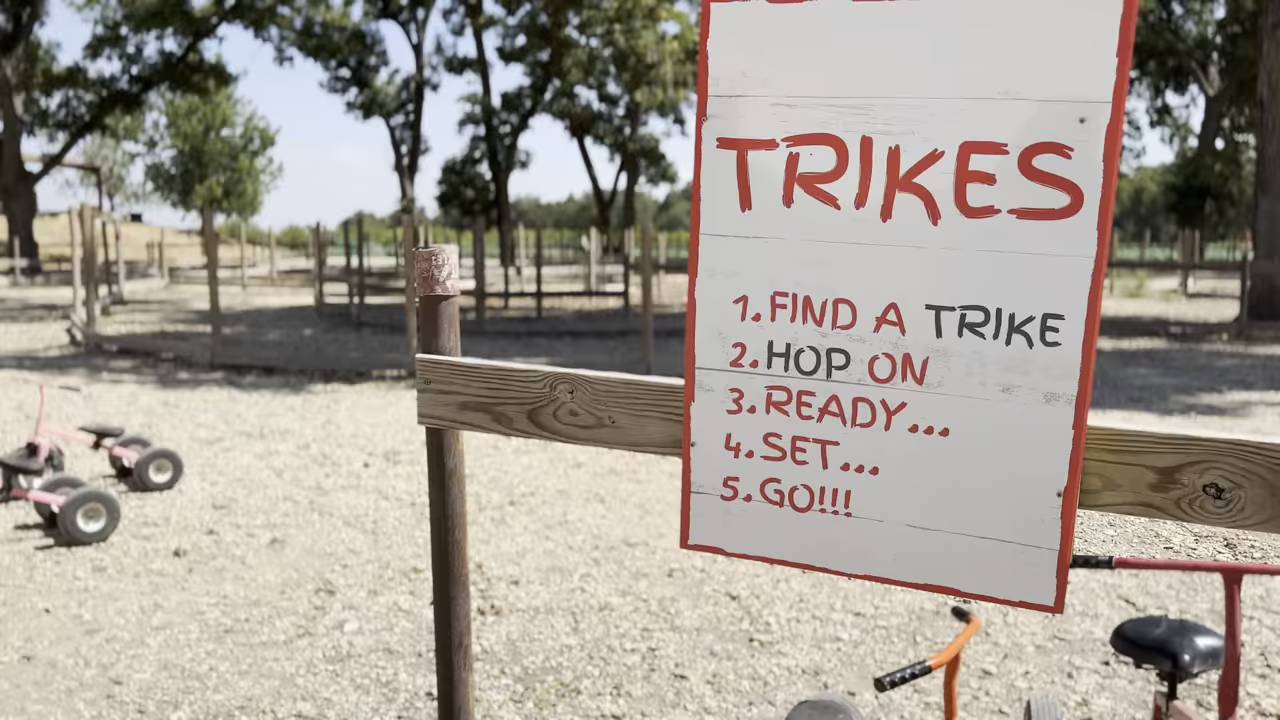 TRIKES
1. FIND A TRIKE
2. HOP ON
3. READY...
4. SET...
5. GO!!!